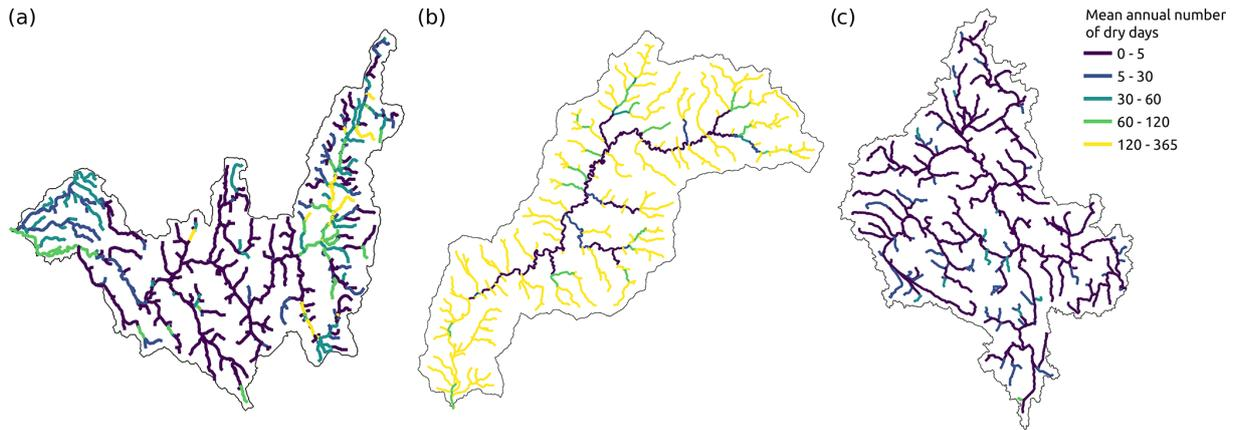 (a)
(b)
(c)
Mean annual number
of dry days
0 - 5
5 - 30
30 - 60
60 - 120
120 - 365